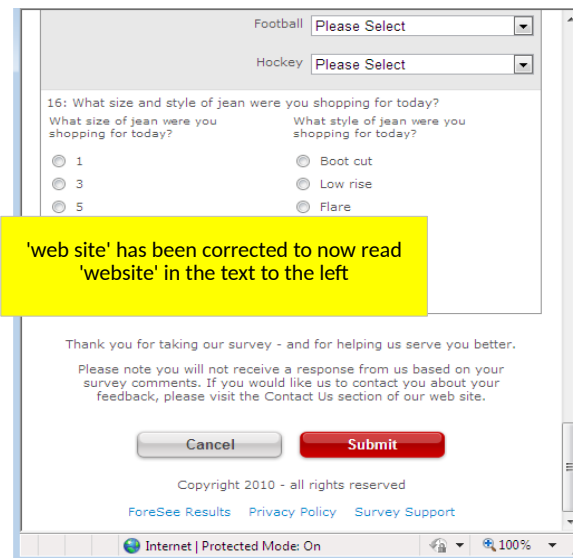 Football Please Select
Hockey Please Select
16: What size and style of jean were you shopping for today?
What size of jean were you
shopping for today?
What style of jean were you
shopping for today?
1
Boot cut
3
Low rise
5
Flare
'web site' has been corrected to now read
'website' in the text to the left
Thank you for taking our survey - and for helping us serve you better.
Please note you will not receive a response from us based on your
survey comments. If you would like us to contact you about your
feedback, please visit the Contact Us section of our web site.
Cancel Submit
Copyright 2010 - all rights reserved
ForeSee Results Privacy Policy Survey Support
Internet | Protected Mode: On 100%